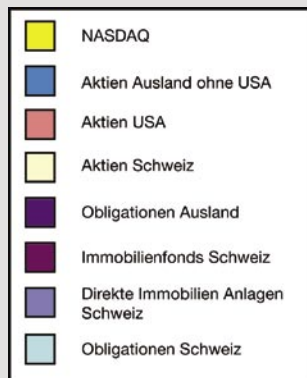 NASDAQ
Aktien Ausland ohne USA
Aktien USA
Aktien Schweiz
Obligationen Ausland
Immobilienfonds Schweiz
Direkte Immobilien Anlagen
Schweiz
Obligationen Schweiz